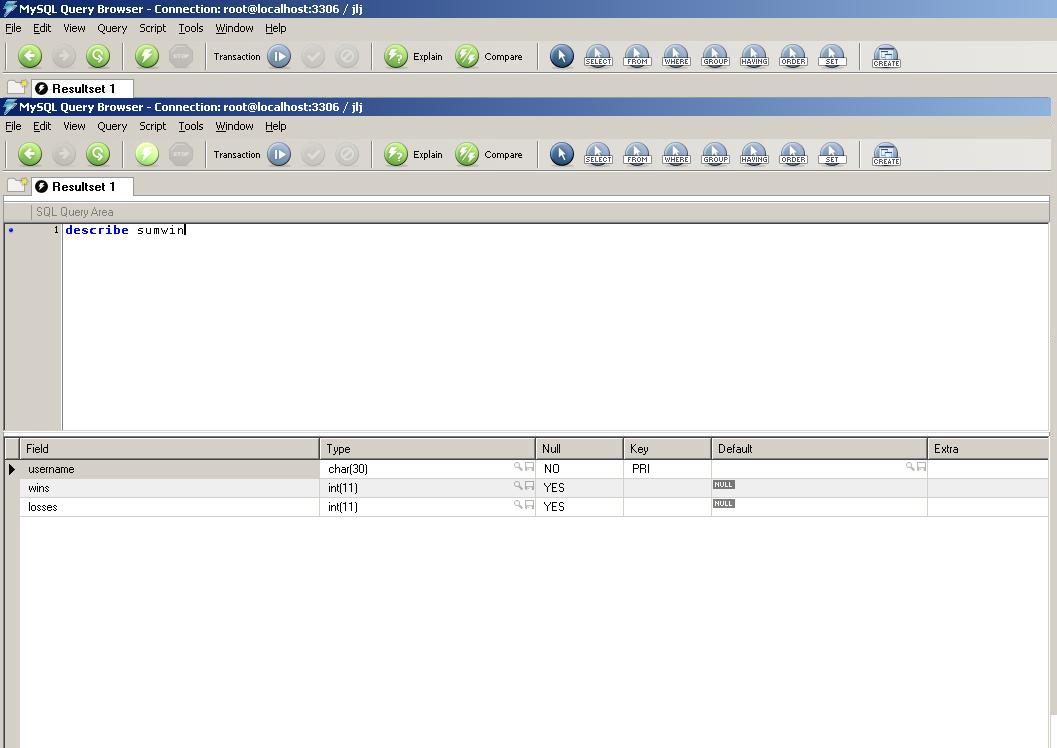 MySQL Query Browser - Connection: root@localhost:3306 / jlj
File Edit View Query Script Tools Window Help
STOP Transaction Explain Compare SELECT FROM WHERE GROUP HAVING ORDER SET CREATE
Resultset 1
MySQL Query Browser - Connection: root@localhost:3306 / jlj
File Edit View Query Script Tools Window Help
STOP Transaction Explain Compare SELECT FROM WHERE GROUP HAVING ORDER SET CREATE
Resultset 1
SQL Query Area
1 describe sumwin
Field Type Null Key Default Extra
username char(30) NO PRI
wins int(11) YES NULL
losses int(11) YES NULL